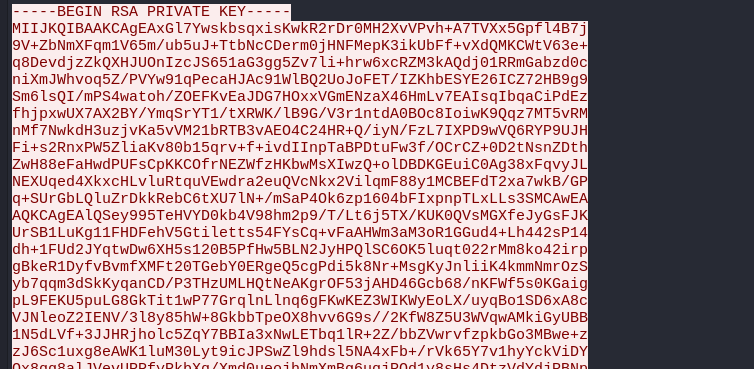 -----BEGIN RSA PRIVATE KEY-----
MIIJKQIBAAKCAgEAxGl7YwskbsqxisKwkR2rDr0MH2XvVPvh+A7TVXx5Gpfl4B7j
9V+ZbNmXFqm1V65m/ub5uJ+TtbNcCDerm0jHNFMepK3ikUbFf+vXdQMKCWtV63e+
q8DevdjzZkQXHJUOnIzcJS651aG3gg5Zv7li+hrw6xcRZM3kAQdj01RRmGabzd0c
niXmJWhvoq5Z/PVYw91qPecaHJAc91WlBQ2UoJoFET/IZKhbESYE26ICZ72HB9g9
Sm6lsQI/mPS4watoh/ZOEFKvEaJDG7HOxxVGmENzaX46HmLv7EAIsqIbqaCiPdEz
fhjpxwUX7AX2BY/YmqSrYT1/tXRWK/lB9G/V3r1ntdA0BOc8IoiwK9Qqz7MT5vRM
nMf7NwkdH3uzjvKa5vVM21bRTB3vAEO4C24HR+Q/iyN/FzL7IXPD9wVQ6RYP9UJH
Fi+s2RnxPW5ZliaKv80b15qrv+f+ivdIInpTaBPDtuFw3f/OCrCZ+0D2tNsnZDth
ZwH88eFaHwdPUFsCpKKCOfrNEZWfzHKbwMsXIwzQ+olDBDKGEuiC0Ag38xFqvyJL
NEXUqed4XkxcHLvluRtquVEwdra2euQVcNkx2VilqmF88y1MCBEFdT2xa7wkB/GP
q+SUrGbLQluZrDkkRebC6tXU7lN+/mSaP4Ok6zp1604bFIxpnpTLxLLs3SMCAwEA
AQKCAgEAlQSey995TeHVYD0kb4V98hm2p9/T/Lt6j5TX/KUK0QVsMGXfeJyGsFJK
UrSB1LuKg11FHDFehV5Gtiletts54FYsCq+vFaAHWm3aM3oR1GGud4+Lh442sP14
dh+1FUd2JYqtwDw6XH5s120B5PfHw5BLN2JyHPQlSC6OK5luqt022rMm8ko42irp
gBkeR1DyfvBvmfXMFt20TGebY0ERgeQ5cgPdi5k8Nr+MsgKyJnliiK4kmmNmrOzS
yb7qqm3dSkKyqanCD/P3THzUMLHQtNeAKgrOF53jAHD46Gcb68/nKFWf5s0KGaig
pL9FEKU5puLG8GkTit1wP77GrqlnLlnq6gFKwKEZ3WIKWyEoLX/uyqBo1SD6xA8c
VJNleoZ2IENV/3l8y85hW+8GkbbTpeOX8hvv6G9s//2KfW8Z5U3WVqwAMkiGyUBB
1N5dLVf+3JJHRjholc5ZqY7BBIa3xNwLETbq1lR+2Z/bbZVwrvfzpkbGo3MBwe+z
zJ6Sc1uxg8eAWK1luM30Lyt9icJPSwZl9hdsl5NA4xFb+/rVk65Y7v1hyYckViDY